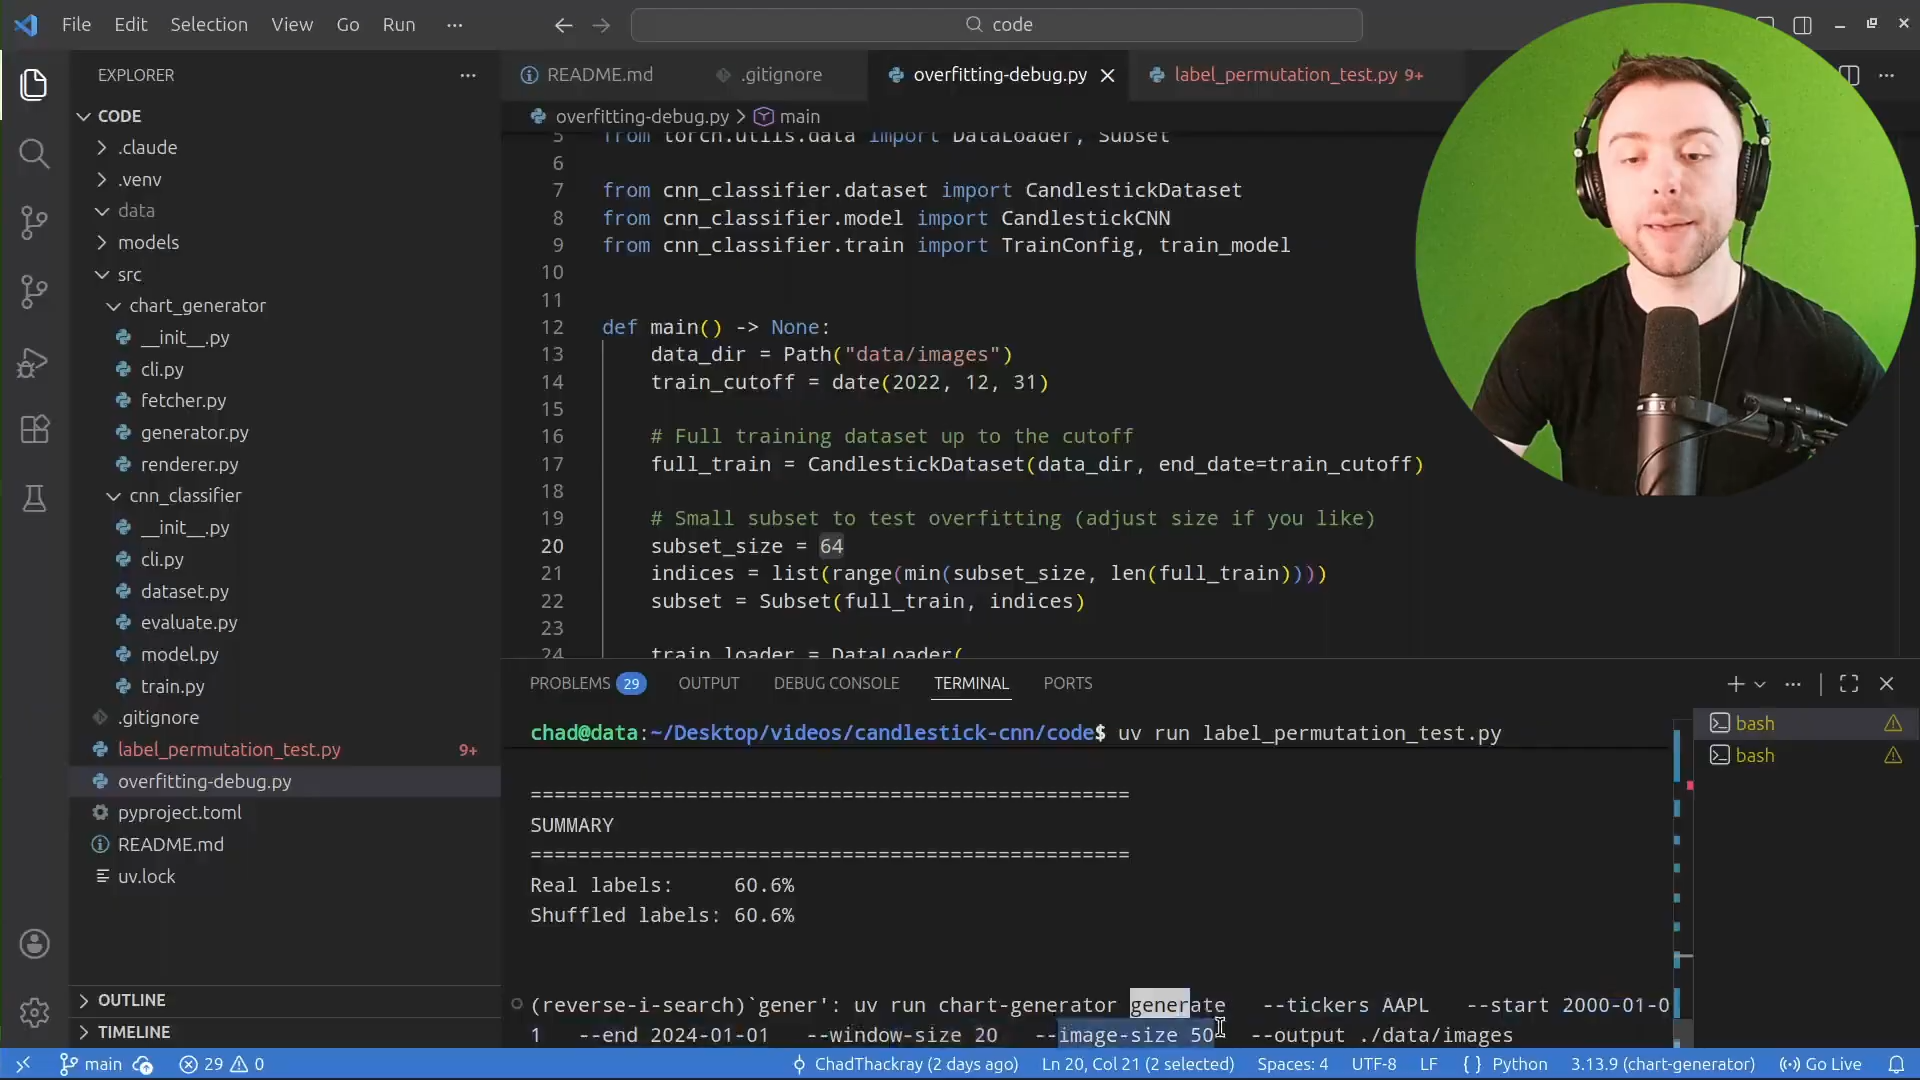 File Edit Selection View Go Run ···
code
EXPLORER ···
CODE
.claude
.venv
data
models
src
chart_generator
__init__.py
cli.py
fetcher.py
generator.py
renderer.py
cnn_classifier
__init__.py
cli.py
dataset.py
evaluate.py
model.py
train.py
.gitignore
label_permutation_test.py 9+
overfitting-debug.py
pyproject.toml
README.md
uv.lock
OUTLINE
TIMELINE
README.md .gitignore overfitting-debug.py label_permutation_test.py 9+
overfitting-debug.py > main
5 from torch.utils.data import DataLoader, Subset
6
7 from cnn_classifier.dataset import CandlestickDataset
8 from cnn_classifier.model import CandlestickCNN
9 from cnn_classifier.train import TrainConfig, train_model
10
11
12 def main() -> None:
13 data_dir = Path("data/images")
14 train_cutoff = date(2022, 12, 31)
15
16 # Full training dataset up to the cutoff
17 full_train = CandlestickDataset(data_dir, end_date=train_cutoff)
18
19 # Small subset to test overfitting (adjust size if you like)
20 subset_size = 64
21 indices = list(range(min(subset_size, len(full_train))))
22 subset = Subset(full_train, indices)
23
24 train_loader = DataLoader(
PROBLEMS 29 OUTPUT DEBUG CONSOLE TERMINAL PORTS
chad@data:~/Desktop/videos/candlestick-cnn/code$ uv run label_permutation_test.py
==================================================
SUMMARY
==================================================
Real labels: 60.6%
Shuffled labels: 60.6%
(reverse-i-search)`gener': uv run chart-generator generate --tickers AAPL --start 2000-01-0
1 --end 2024-01-01 --window-size 20 --image-size 50 --output ./data/images
bash
bash
main 29 0 ChadThackray (2 days ago) Ln 20, Col 21 (2 selected) Spaces: 4 UTF-8 LF { } Python 3.13.9 (chart-generator) Go Live